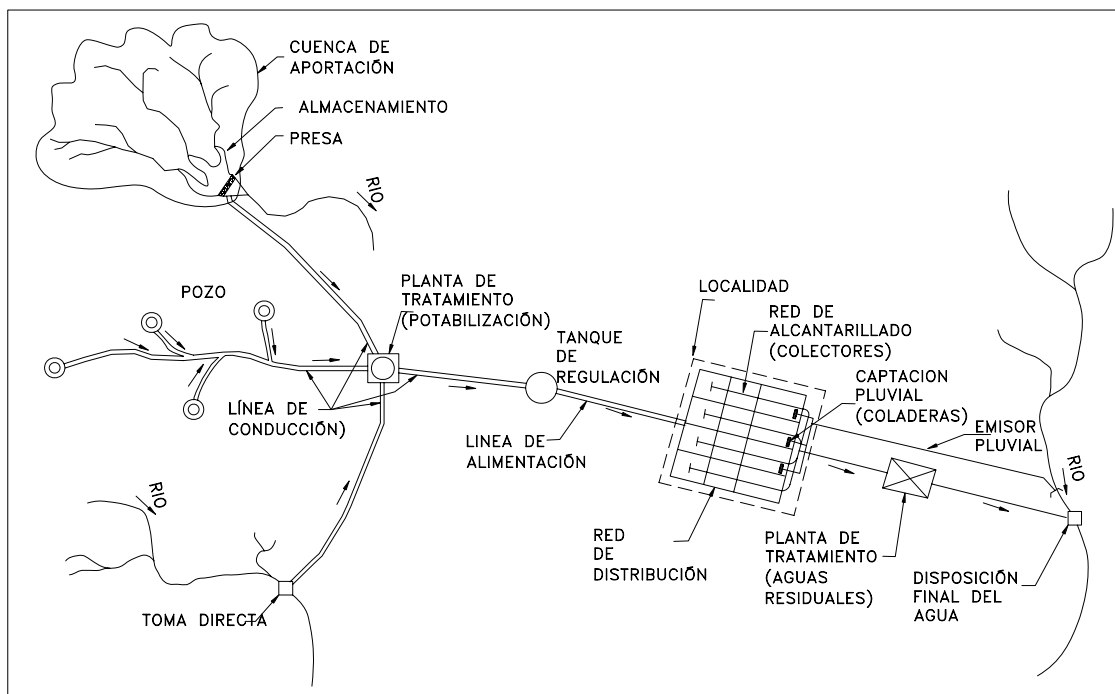 CUENCA DE
APORTACIÓN
ALMACENAMIENTO
PRESA
RIO
POZO
PLANTA DE
TRATAMIENTO
(POTABILIZACIÓN)
LOCALIDAD
RED DE
ALCANTARILLADO
(COLECTORES)
TANQUE
DE
REGULACIÓN
CAPTACION
PLUVIAL
(COLADERAS)
LÍNEA DE
CONDUCCIÓN)
LINEA DE
ALIMENTACIÓN
EMISOR
PLUVIAL
RIO
RIO
RED
DE
DISTRIBUCIÓN
PLANTA DE
TRATAMIENTO
(AGUAS
RESIDUALES)
DISPOSICIÓN
FINAL DEL
AGUA
TOMA DIRECTA